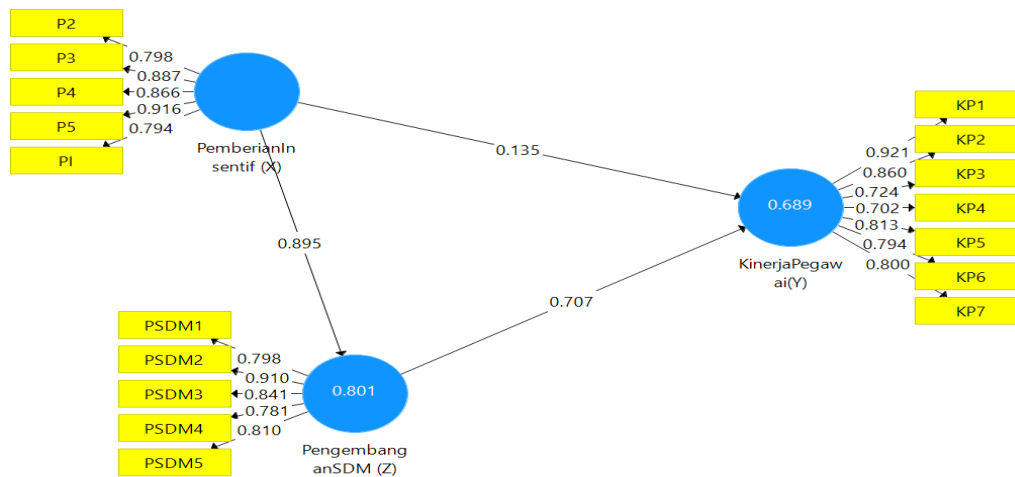 P2
P3
P4
P5
PI
0.798
0.887
0.866
0.916
0.794
PemberianIn
sentif (X)
0.135
0.895
0.707
0.689
KinerjaPegaw
ai(Y)
KP1
KP2
KP3
KP4
KP5
KP6
KP7
0.921
0.860
0.724
0.702
0.813
0.794
0.800
PSDM1
PSDM2
PSDM3
PSDM4
PSDM5
0.798
0.910
0.841
0.781
0.810
0.801
Pengembang
anSDM (Z)